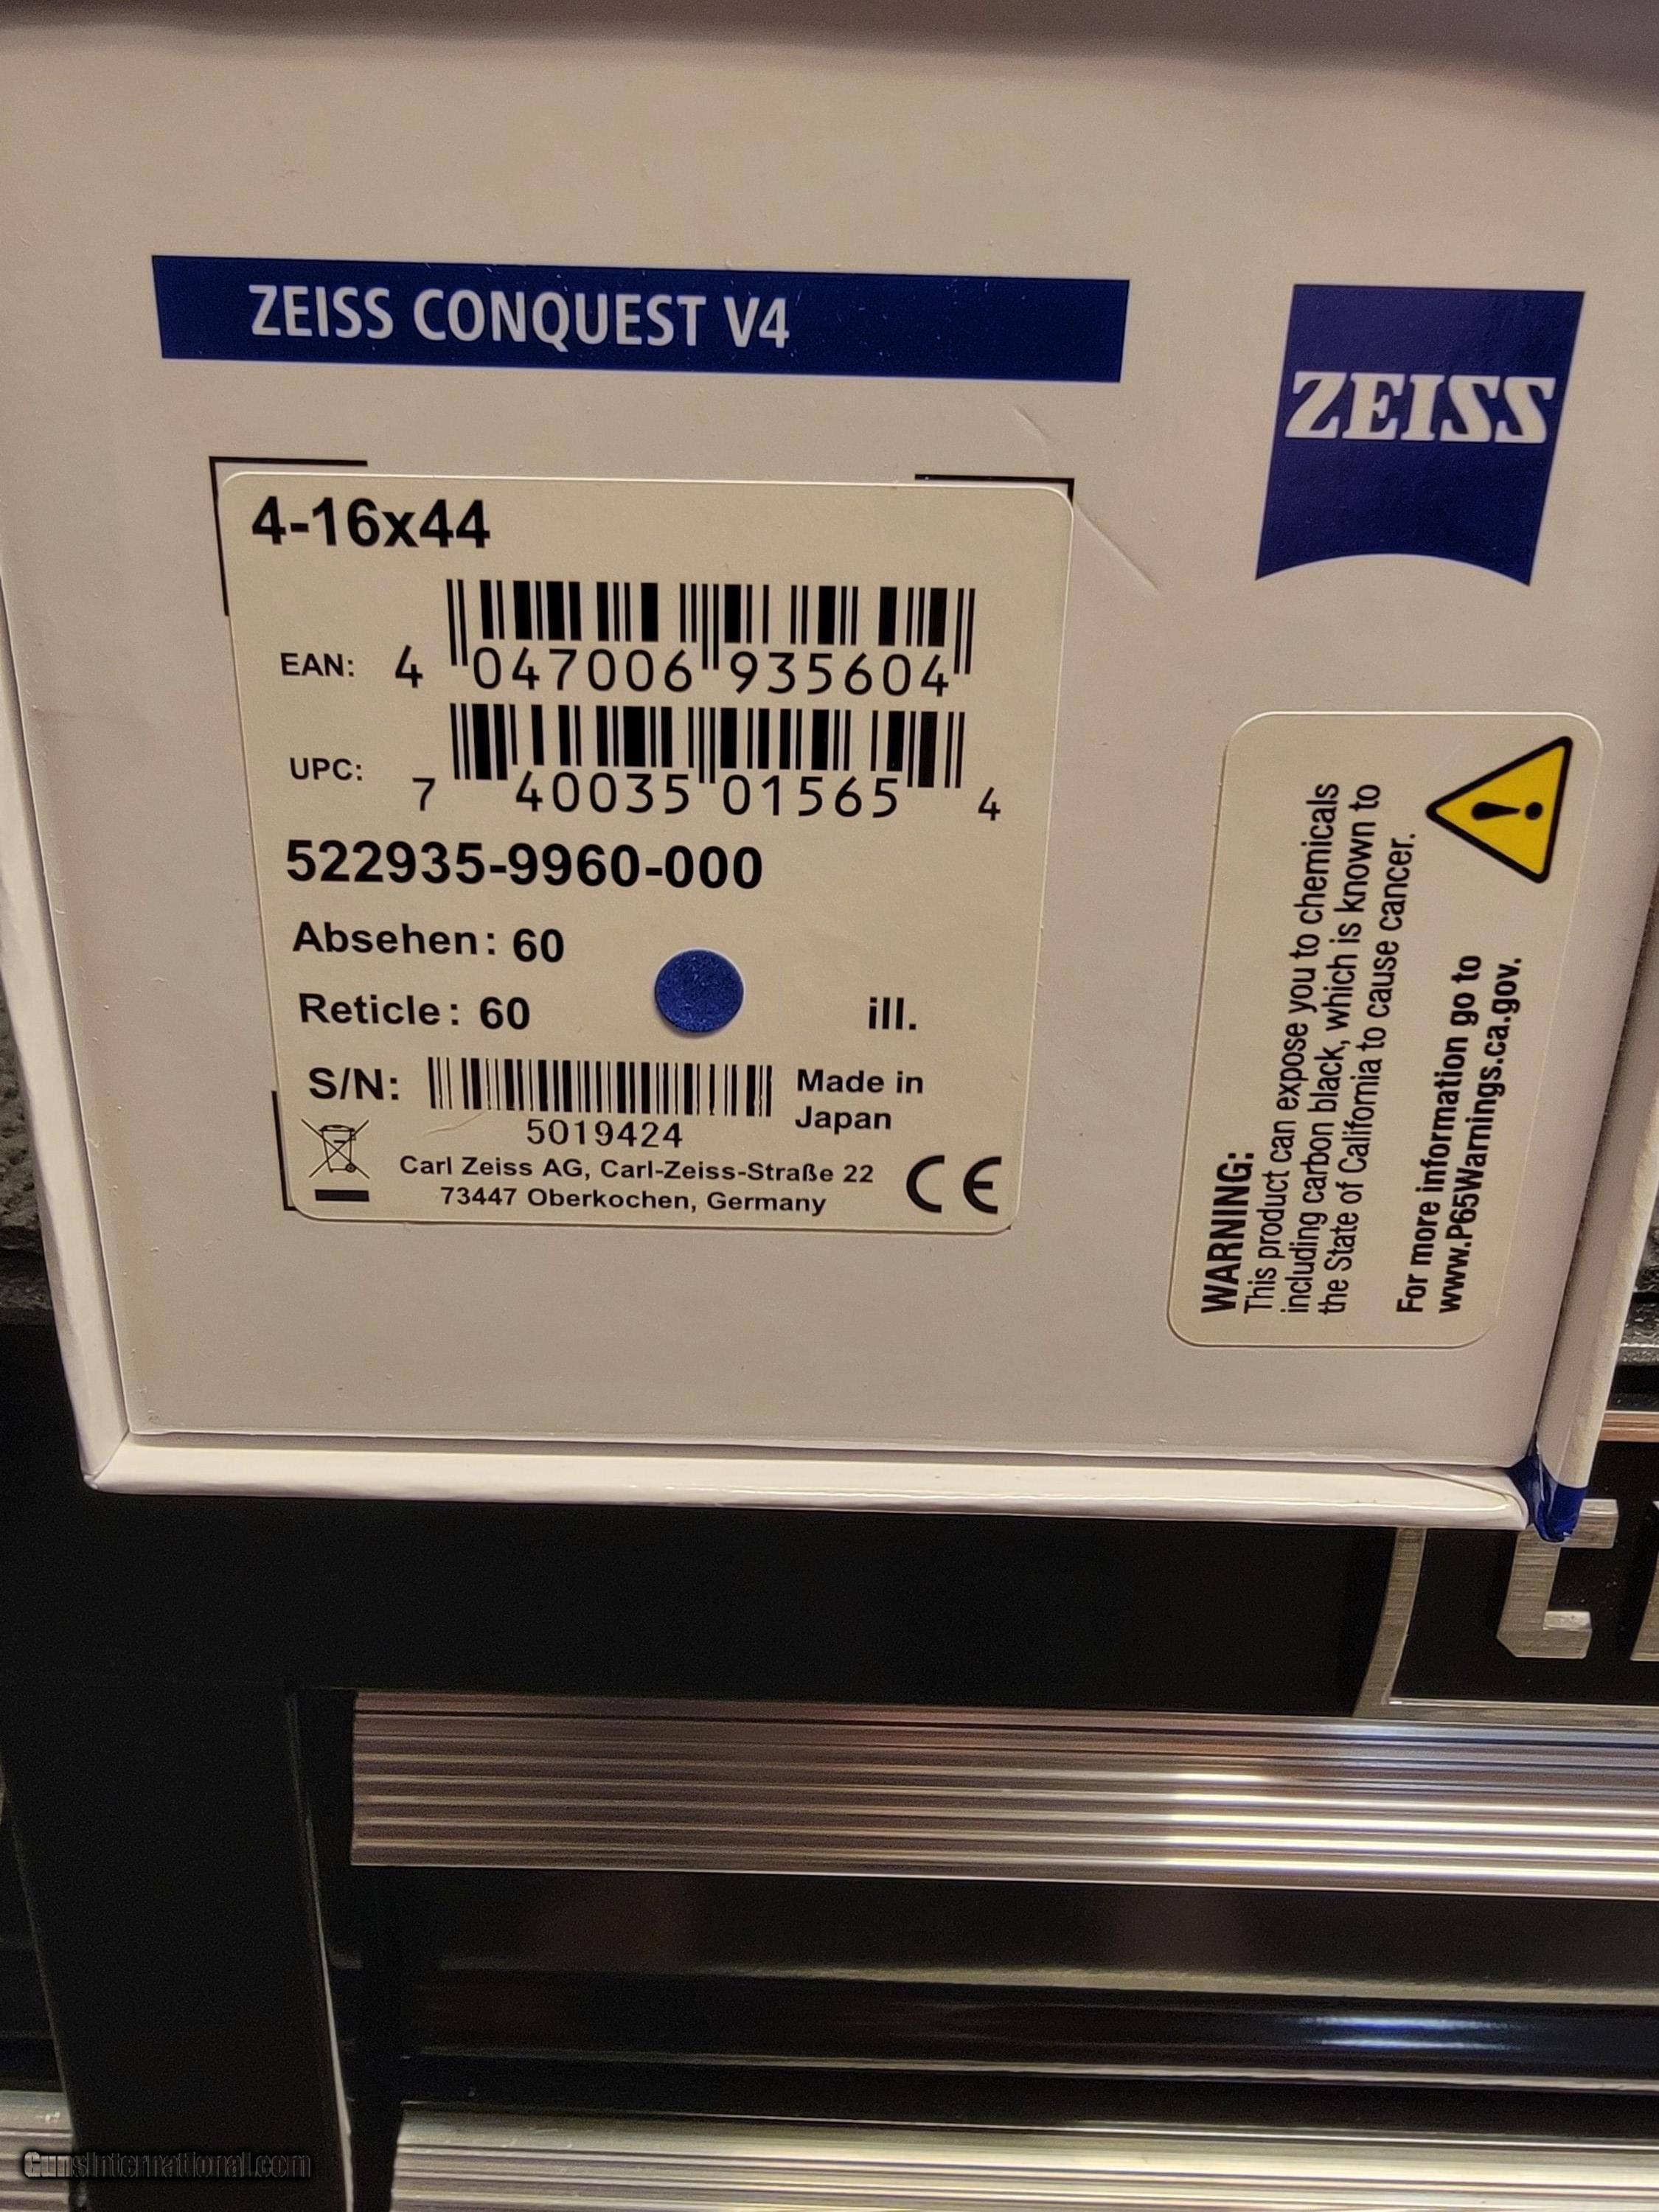 ZEISS CONQUEST V4
ZEISS
4-16x44
EAN: 4 047006 935604
UPC: 7 40035 01565 4
522935-9960-000
Absehen: 60
Reticle: 60
ill.
S/N:
5019424
Made in
Japan
Carl Zeiss AG, Carl-Zeiss-Straße 22
73447 Oberkochen, Germany
CE
WARNING:
This product can expose you to chemicals
including carbon black, which is known to
the State of California to cause cancer.
For more information go to
www.P65Warnings.ca.gov.
GunsInternational.com